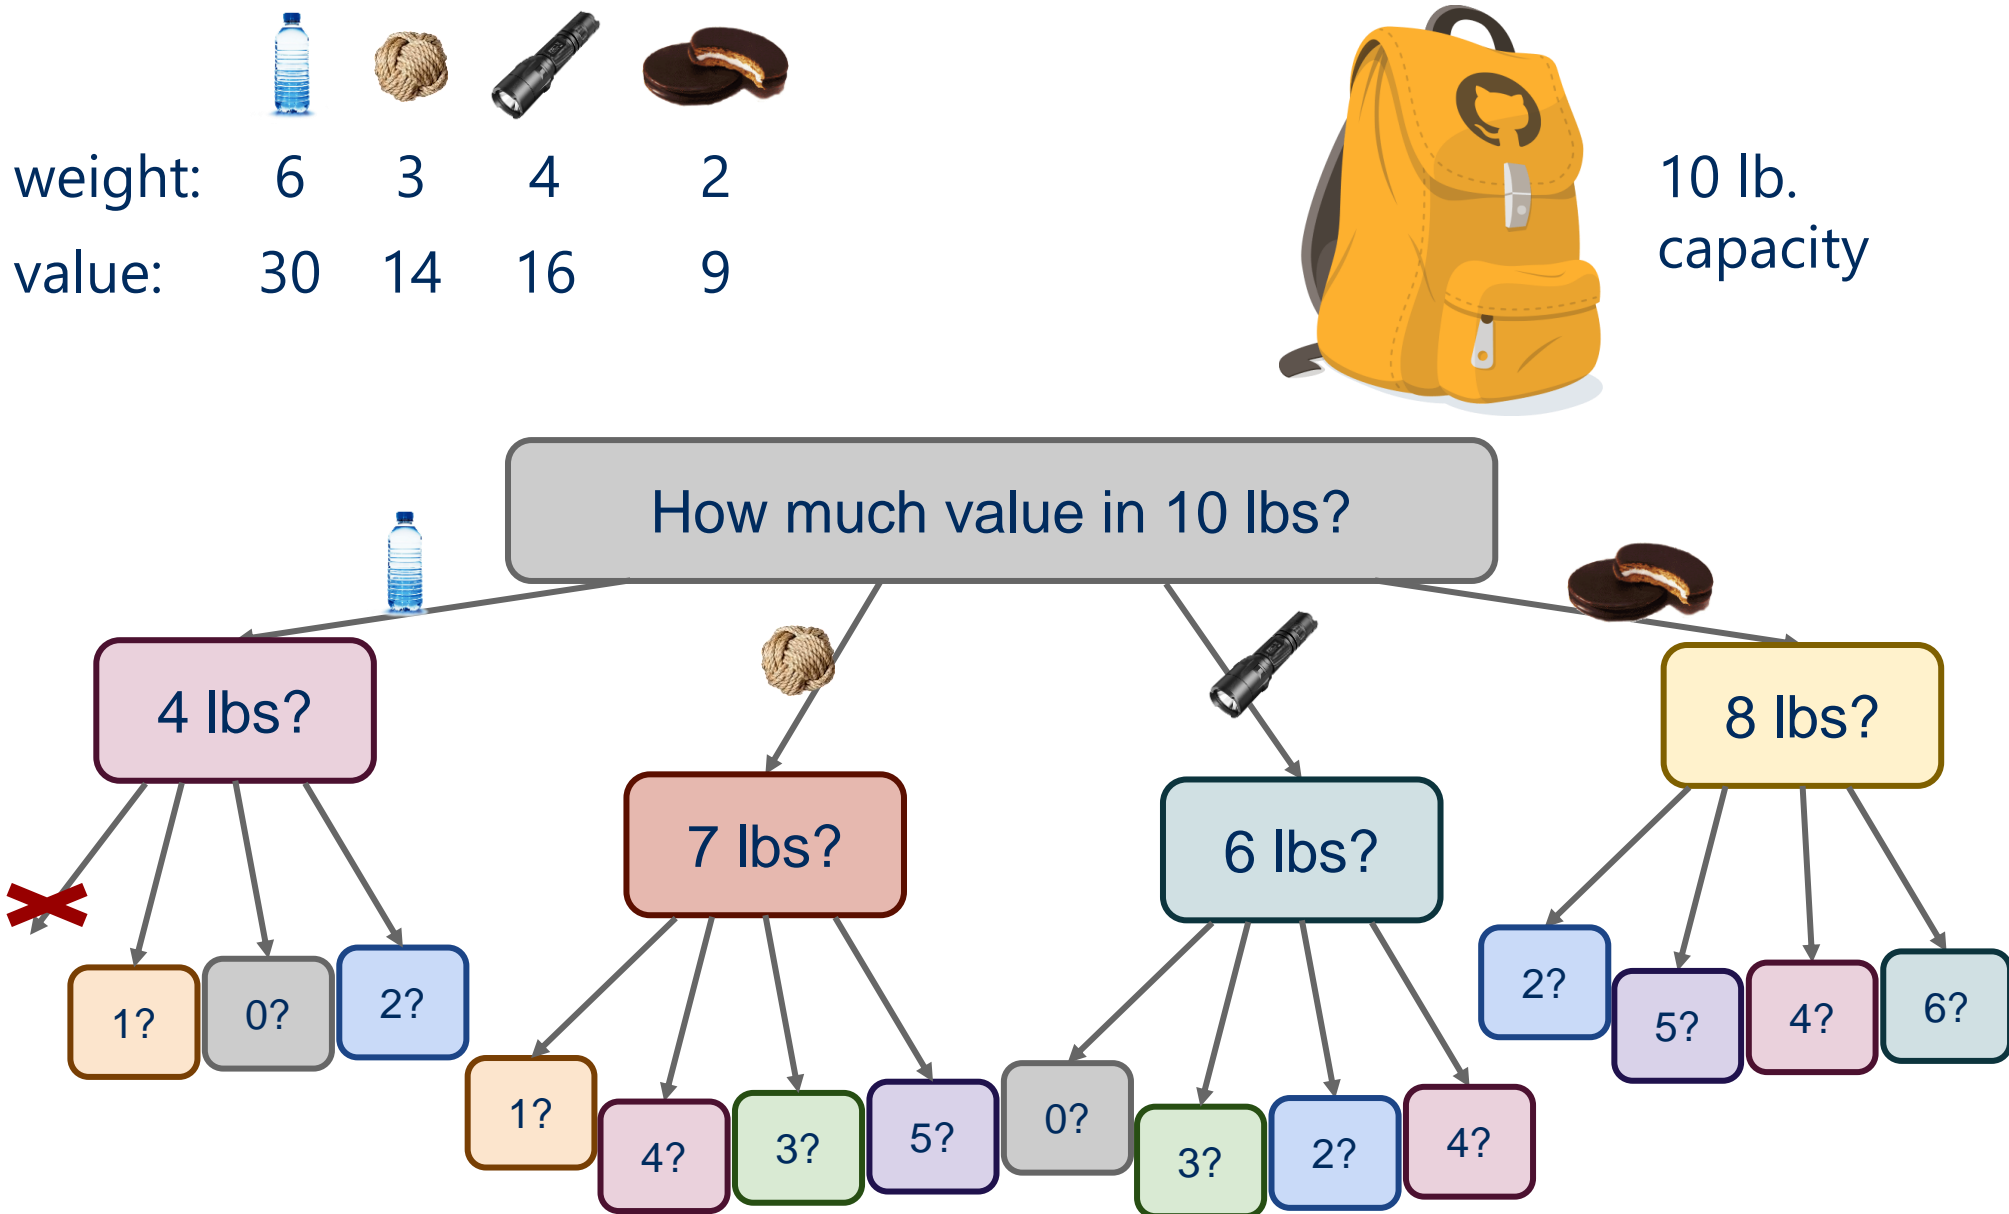 weight: 6 3 4 2
value: 30 14 16 9
10 lb.
capacity
How much value in 10 lbs?
4 lbs?
7 lbs?
6 lbs?
8 lbs?
1?
0?
2?
1?
4?
3?
5?
0?
3?
2?
4?
2?
5?
4?
6?